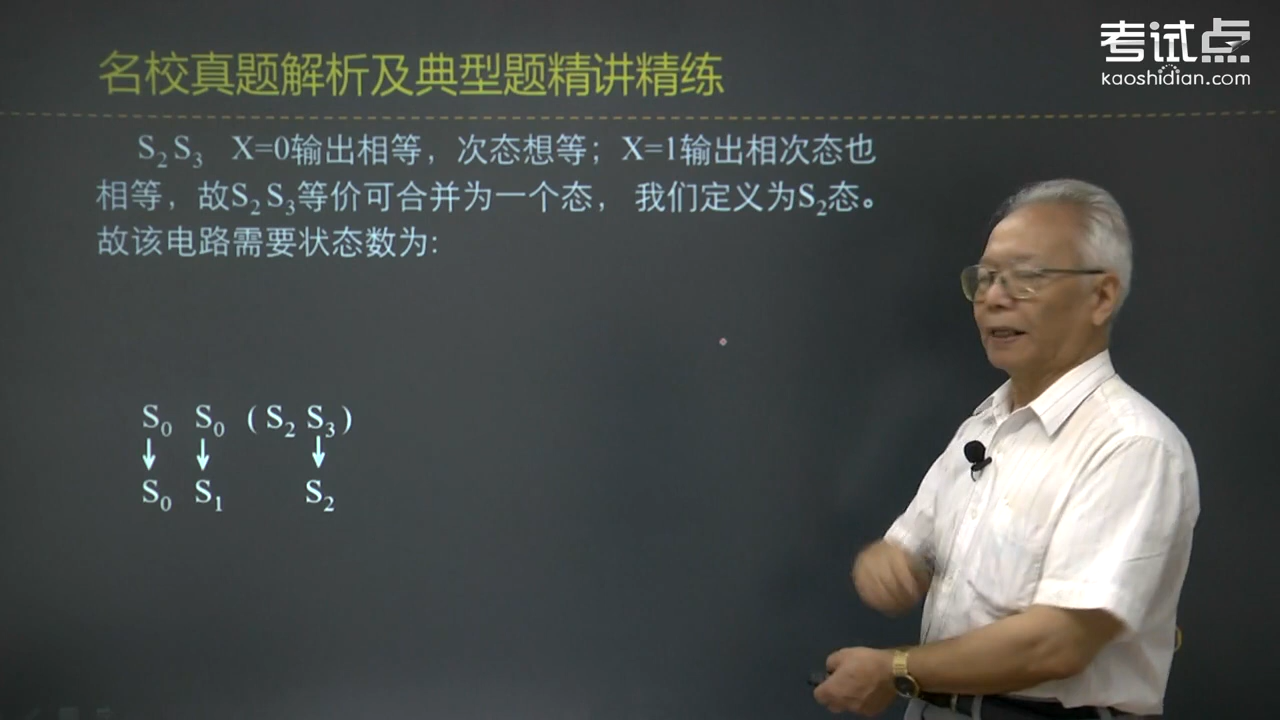 考试点
kaoshidian.com
名校真题解析及典型题精讲精练
S₂ S₃ X=0输出相等，次态想等；X=1输出相次态也
相等，故S₂ S₃等价可合并为一个态， 我们定义为S₂态。
故该电路需要状态数为:
S₀ S₀ ( S₂ S₃ )
↓ ↓ ↓
S₀ S₁ S₂